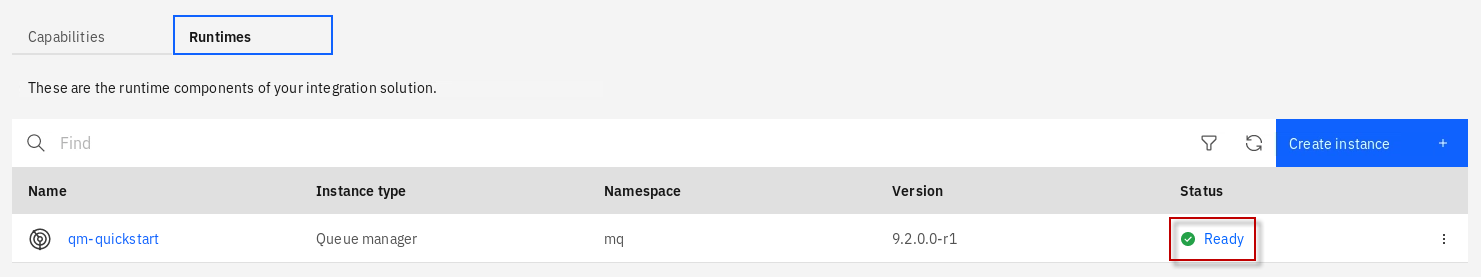 Capabilities Runtimes
These are the runtime components of your integration solution.
Find Create instance +
Name Instance type Namespace Version Status
qm-quickstart Queue manager mq 9.2.0.0-r1 Ready